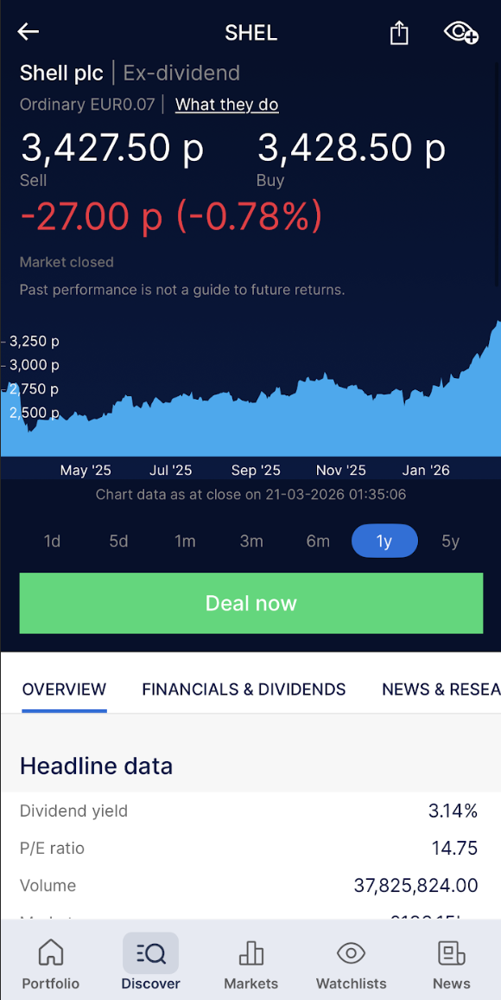 SHEL
Shell plc | Ex-dividend
Ordinary EUR0.07 | What they do
3,427.50 p 3,428.50 p
Sell Buy
-27.00 p (-0.78%)
Market closed
Past performance is not a guide to future returns.
3,250 p
3,000 p
2,750 p
2,500 p
May '25 Jul '25 Sep '25 Nov '25 Jan '26
Chart data as at close on 21-03-2026 01:35:06
1d 5d 1m 3m 6m 1y 5y
Deal now
OVERVIEW FINANCIALS & DIVIDENDS NEWS & RESEA
Headline data
Dividend yield 3.14%
P/E ratio 14.75
Volume 37,825,824.00
Portfolio Discover Markets Watchlists News